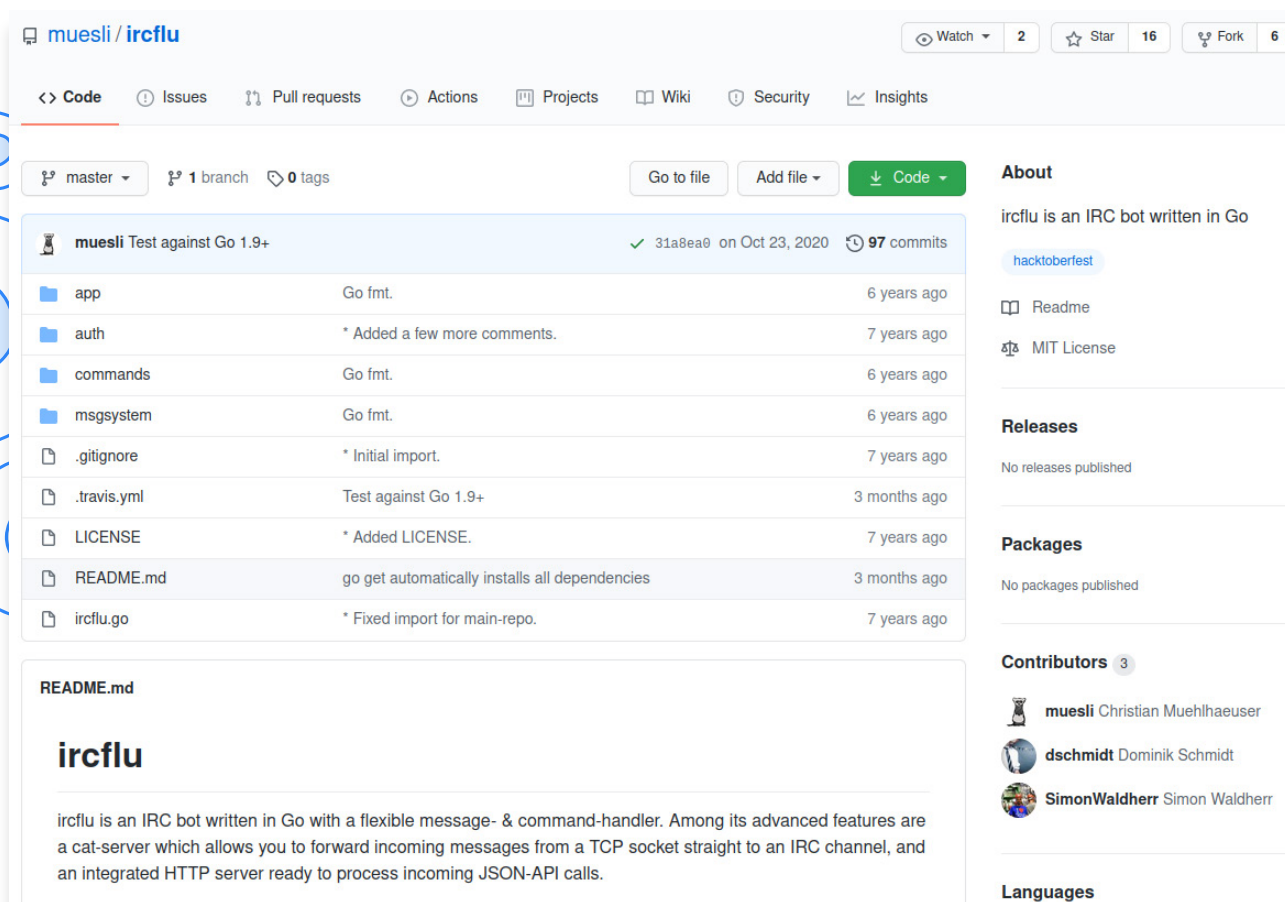 muesli / ircflu
Watch 2 Star 16 Fork 6
Code Issues Pull requests Actions Projects Wiki Security Insights
master 1 branch 0 tags Go to file Add file Code
muesli Test against Go 1.9+ 31a8ea0 on Oct 23, 2020 97 commits
app Go fmt. 6 years ago
auth * Added a few more comments. 7 years ago
commands Go fmt. 6 years ago
msgsystem Go fmt. 6 years ago
.gitignore * Initial import. 7 years ago
.travis.yml Test against Go 1.9+ 3 months ago
LICENSE * Added LICENSE. 7 years ago
README.md go get automatically installs all dependencies 3 months ago
ircflu.go * Fixed import for main-repo. 7 years ago
README.md
ircflu
ircflu is an IRC bot written in Go with a flexible message- & command-handler. Among its advanced features are
a cat-server which allows you to forward incoming messages from a TCP socket straight to an IRC channel, and
an integrated HTTP server ready to process incoming JSON-API calls.
About
ircflu is an IRC bot written in Go
hacktoberfest
Readme
MIT License
Releases
No releases published
Packages
No packages published
Contributors 3
muesli Christian Muehlhaeuser
dschmidt Dominik Schmidt
SimonWaldherr Simon Waldherr
Languages